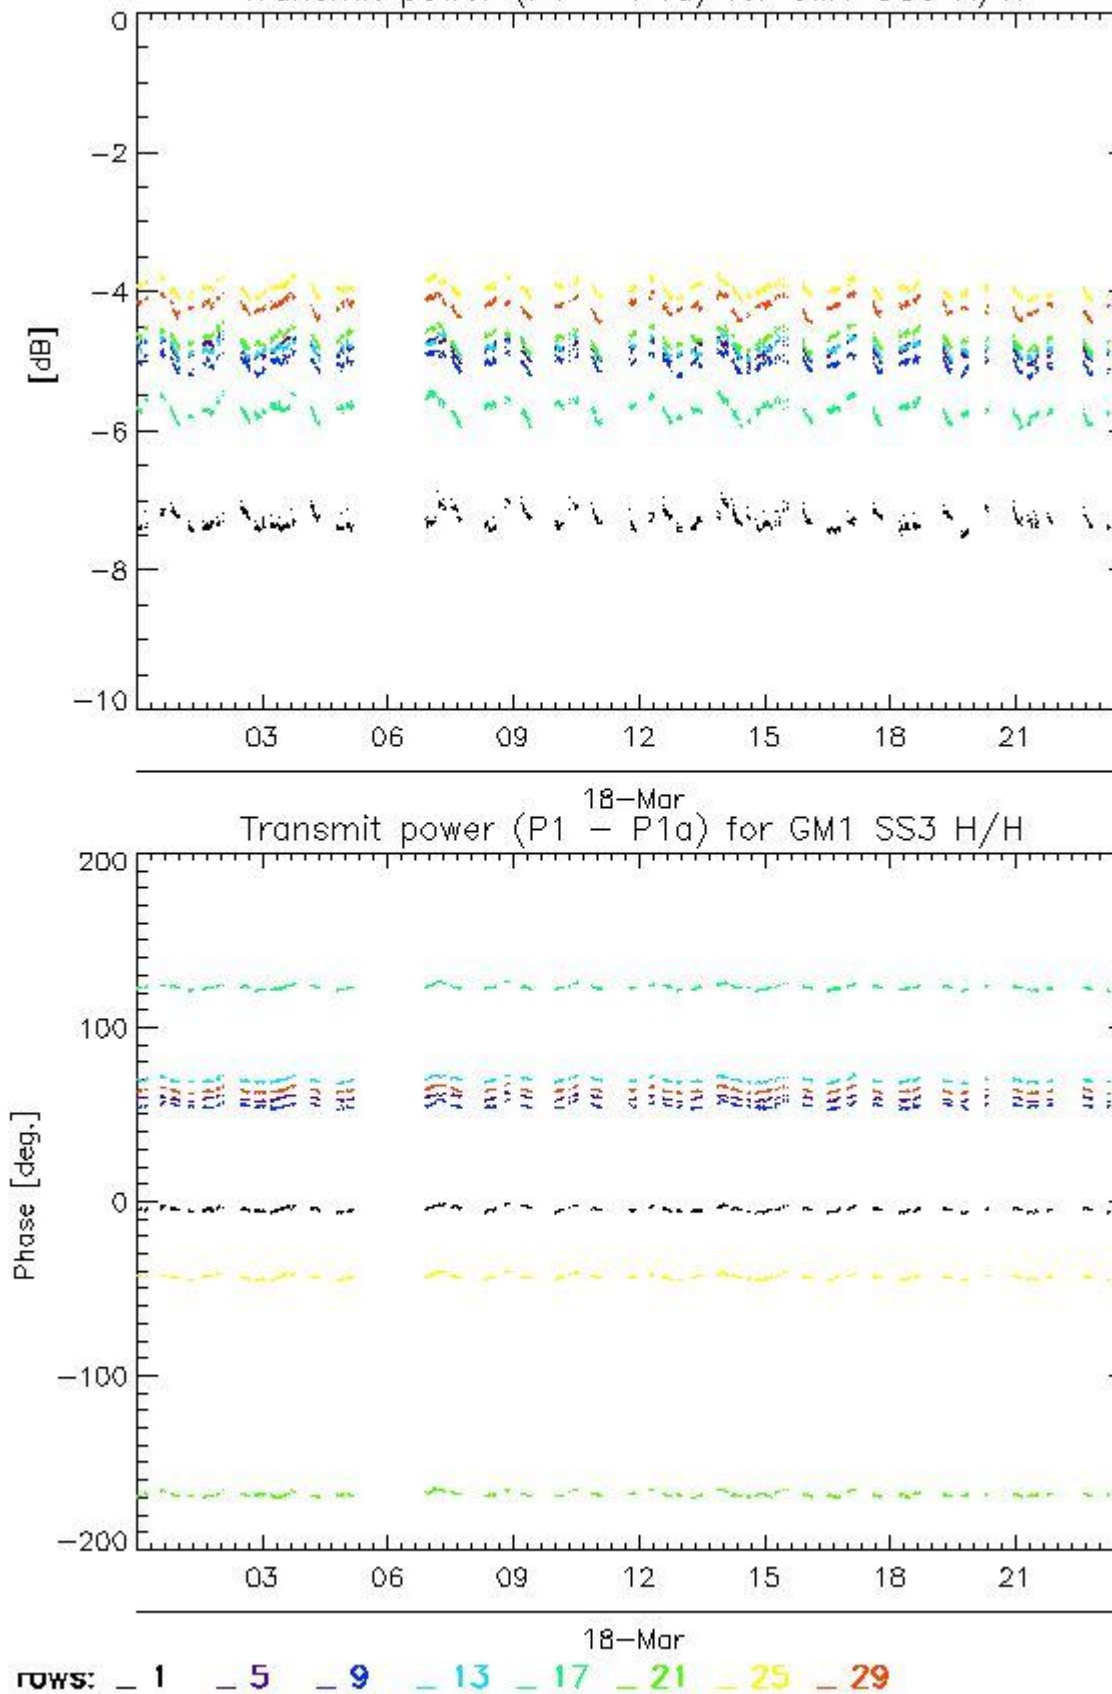 0
-2
-4
[dB]
-6
-8
-10
03 06 09 12 15 18 21
18-Mar
Transmit power (P1 - P1a) for GM1 SS3 H/H
200
100
0
Phase [deg.]
-100
-200
03 06 09 12 15 18 21
18-Mar
rows: _ 1 _ 5 _ 9 _ 13 _ 17 _ 21 _ 25 _ 29